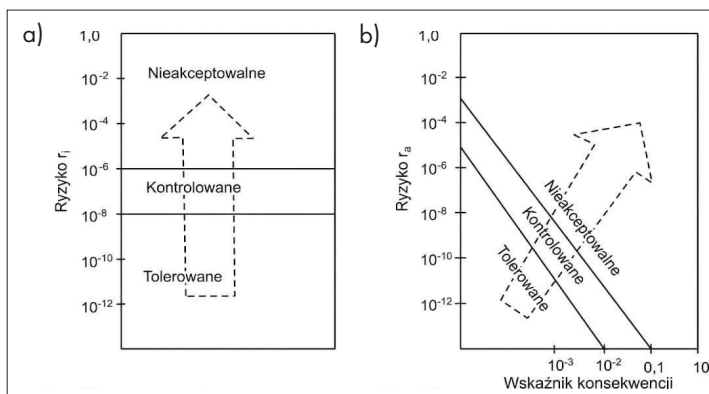 a)
Ryzyko rᵢ
1,0
10⁻²
10⁻⁴
10⁻⁶
10⁻⁸
10⁻¹⁰
10⁻¹²
Nieakceptowalne
Kontrolowane
Tolerowane
b)
Ryzyko rₐ
1,0
10⁻²
10⁻⁴
10⁻⁶
10⁻⁸
10⁻¹⁰
10⁻¹²
Nieakceptowalne
Kontrolowane
Tolerowane
10⁻³ 10⁻² 0,1 10
Wskaźnik konsekwencji